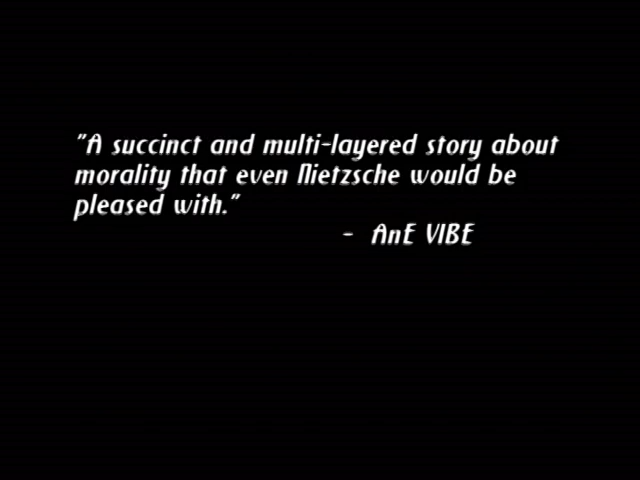 "A succinct and multi-layered story about
morality that even Nietzsche would be
pleased with."
- AnE VIBE